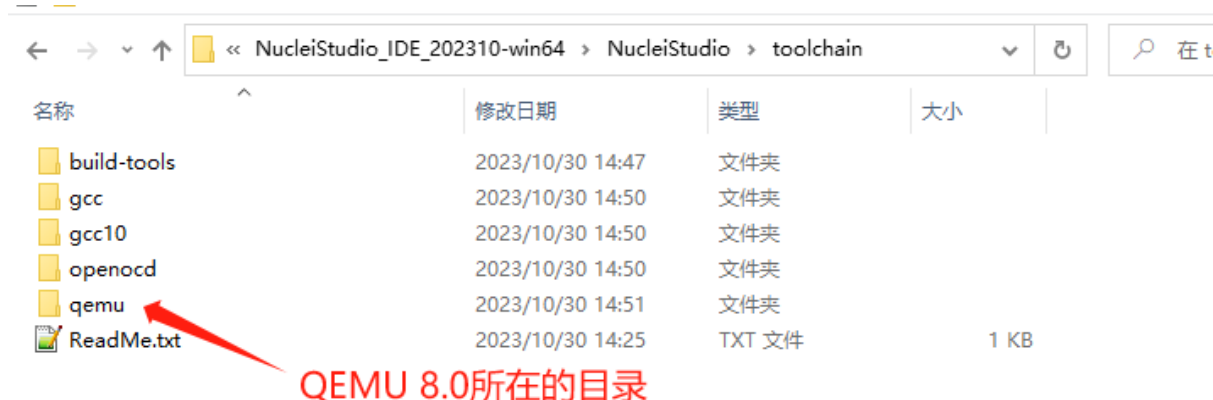 « NucleiStudio_IDE_202310-win64 › NucleiStudio › toolchain 在 t
名称 修改日期 类型 大小
build-tools 2023/10/30 14:47 文件夹
gcc 2023/10/30 14:50 文件夹
gcc10 2023/10/30 14:50 文件夹
openocd 2023/10/30 14:50 文件夹
qemu 2023/10/30 14:51 文件夹
ReadMe.txt 2023/10/30 14:25 TXT 文件 1 KB
QEMU 8.0所在的目录